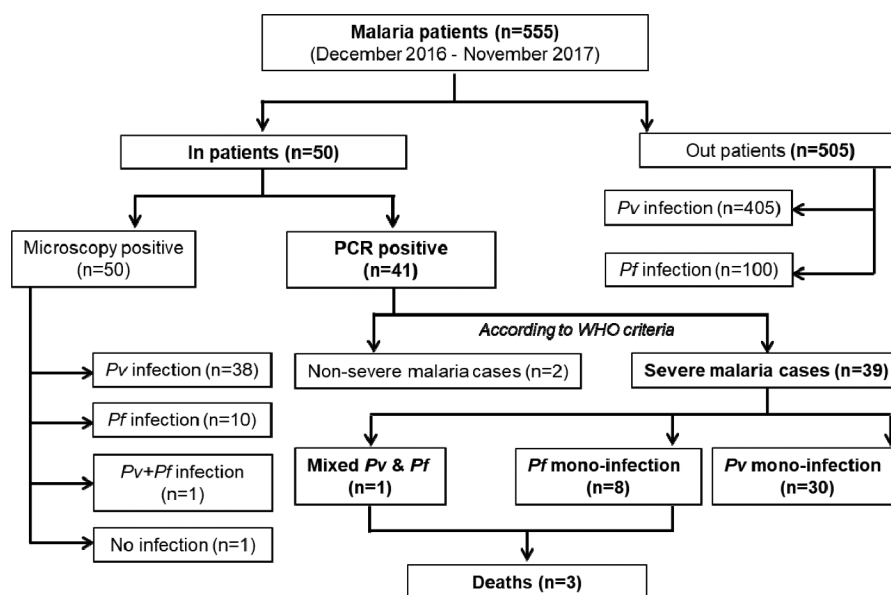 Malaria patients (n=555)
(December 2016 - November 2017)
In patients (n=50)
Out patients (n=505)
Pv infection (n=405)
Pf infection (n=100)
Microscopy positive
(n=50)
PCR positive
(n=41)
According to WHO criteria
Pv infection (n=38)
Pf infection (n=10)
Pv+Pf infection
(n=1)
No infection (n=1)
Non-severe malaria cases (n=2)
Severe malaria cases (n=39)
Mixed Pv & Pf
(n=1)
Pf mono-infection
(n=8)
Pv mono-infection
(n=30)
Deaths (n=3)